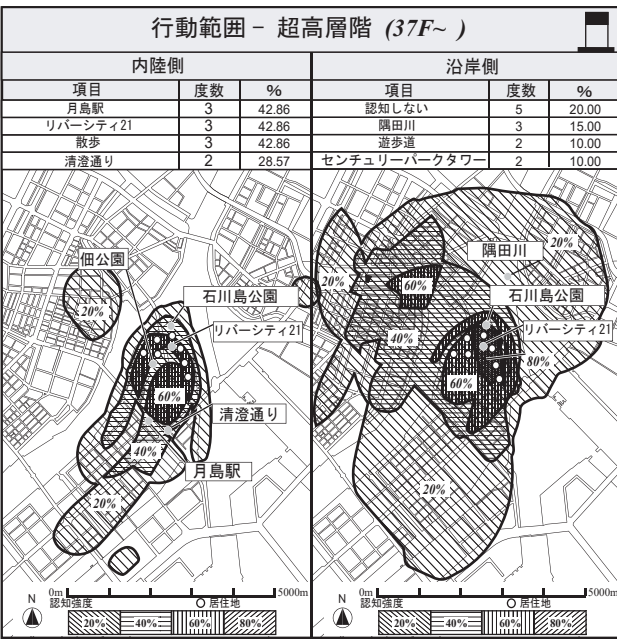 行動範囲 － 超高層階 (37F~ )
内陸側
項目 度数 %
月島駅 3 42.86
リバーシティ21 3 42.86
散歩 3 42.86
清澄通り 2 28.57
沿岸側
項目 度数 %
認知しない 5 20.00
隅田川 3 15.00
遊歩道 2 10.00
センチュリーパークタワー 2 10.00
佃公園
石川島公園
リバーシティ21
20%
60%
清澄通り
40%
月島駅
20%
隅田川
20%
20%
60%
石川島公園
リバーシティ21
40%
80%
60%
20%
N
0m 5000m
認知強度 居住地
20% 40% 60% 80%
N
0m 5000m
認知強度 居住地
20% 40% 60% 80%